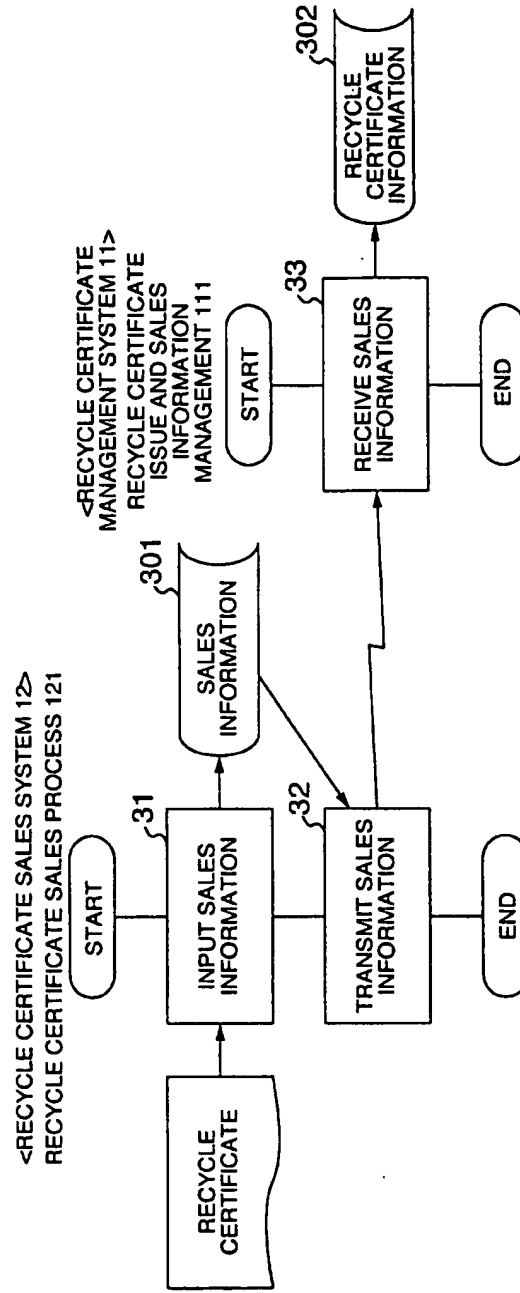 <RECYCLE CERTIFICATE SALES SYSTEM 12>
RECYCLE CERTIFICATE SALES PROCESS 121
START
RECYCLE
CERTIFICATE
31
INPUT SALES
INFORMATION
301
SALES
INFORMATION
32
TRANSMIT SALES
INFORMATION
END
<RECYCLE CERTIFICATE
MANAGEMENT SYSTEM 11>
RECYCLE CERTIFICATE
ISSUE AND SALES
INFORMATION
MANAGEMENT 111
START
33
RECEIVE SALES
INFORMATION
302
RECYCLE
CERTIFICATE
INFORMATION
END